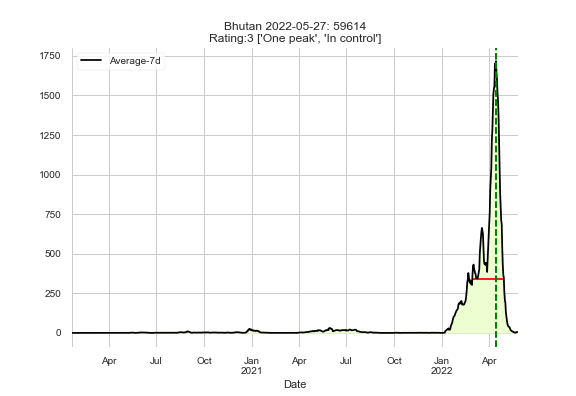 Bhutan 2022-05-27: 59614
Rating:3 ['One peak', 'In control']
Average-7d
1750
1500
1250
1000
750
500
250
0
Apr Jul Oct Jan Apr Jul Oct Jan Apr
2021 2022
Date